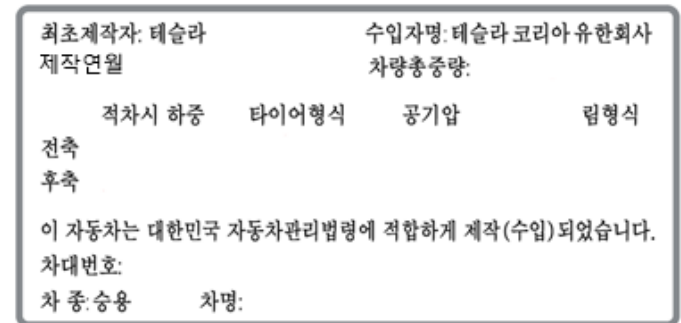 최초제작자: 테슬라 수입자명: 테슬라 코리아 유한회사
제작연월 차량총중량:
적차시 하중 타이어형식 공기압 림형식
전축
후축
이 자동차는 대한민국 자동차관리법령에 적합하게 제작(수입)되었습니다.
차대번호:
차 종: 승용 차명: